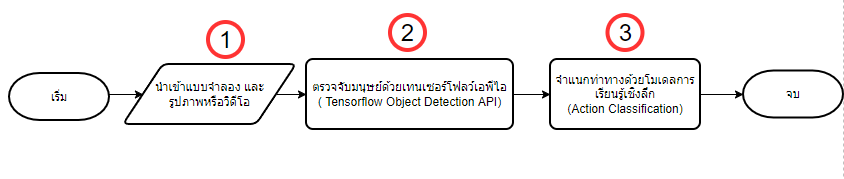 1
2
3
เริ่ม
นำเข้าแบบจำลอง และ
รูปภาพหรือวิดีโอ
ตรวจจับมนุษย์ด้วยเทนเซอร์โฟลว์เอพีไอ
( Tensorflow Object Detection API)
จำแนกท่าทางด้วยโมเดลการ
เรียนรู้เชิงลึก
(Action Classification)
จบ